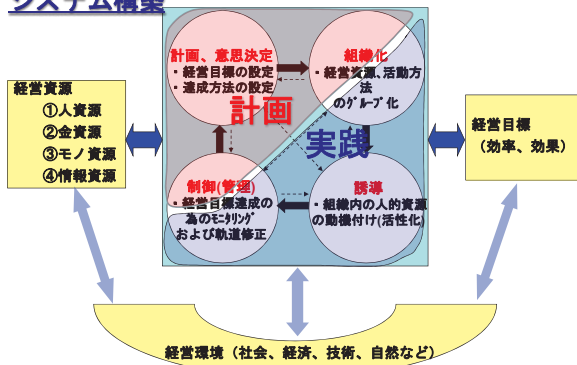 システム構築
計画、意思決定
・経営目標の設定
・達成方法の設定
組織化
・経営資源、活動方
法
のグループ化
経営資源
①人資源
②金資源
③モノ資源
④情報資源
計画
実践
経営目標
（効率、効果）
制御(管理)
・経営目標達成の
為のモニタリング
および軌道修正
誘導
・組織内の人的資源
の動機付け(活性化)
経営環境（社会、経済、技術、自然など）